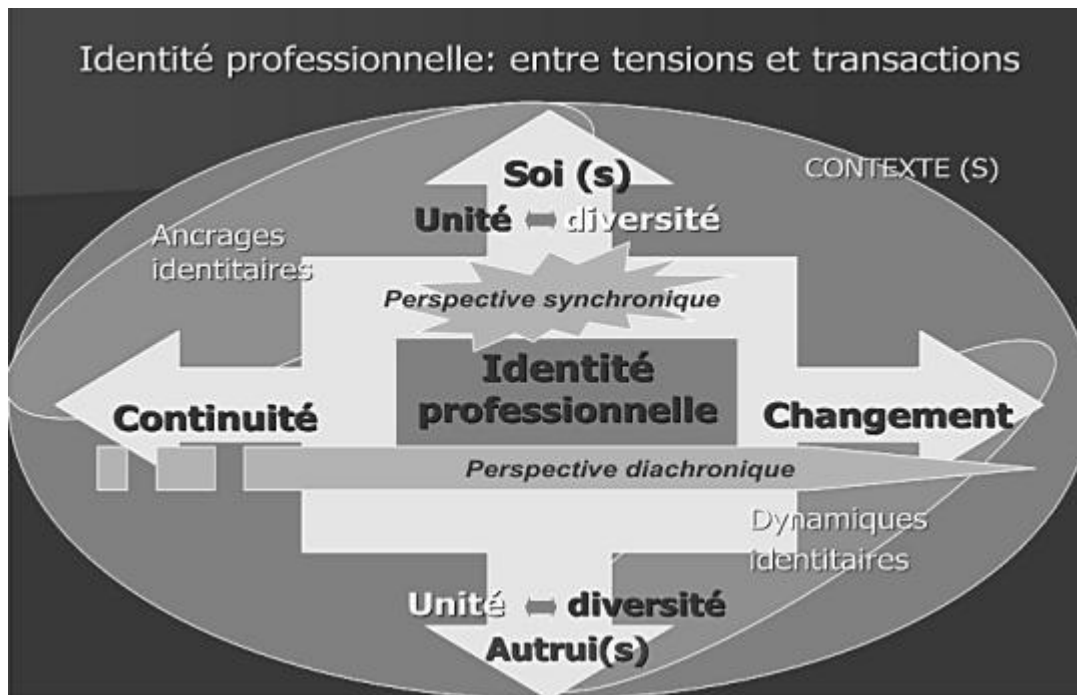 Identité professionnelle: entre tensions et transactions
Soi (s)
CONTEXTE (S)
Unité diversité
Ancrages
identitaires
Perspective synchronique
Identité
professionnelle
Continuité
Changement
Perspective diachronique
Dynamiques
identitaires
Unité diversité
Autrui(s)